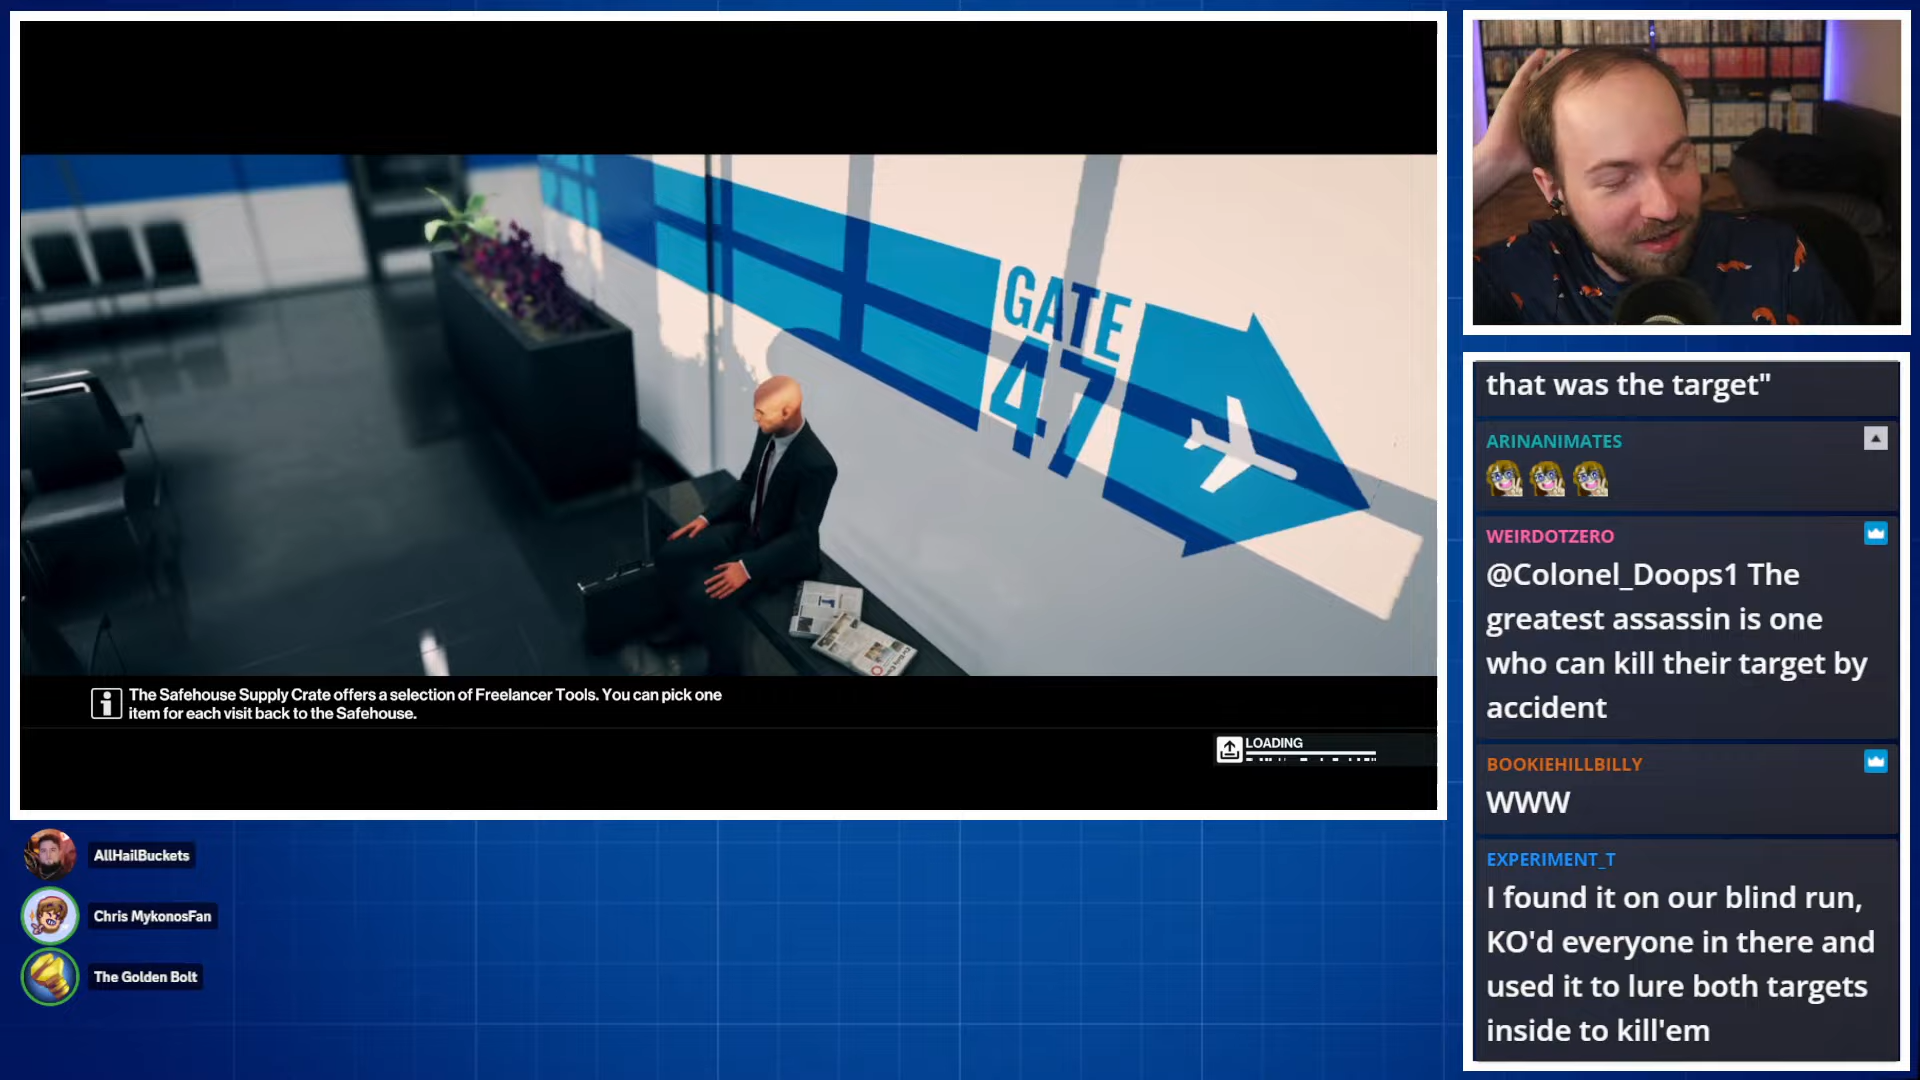 GATE
47
The Safehouse Supply Crate offers a selection of Freelancer Tools. You can pick one
item for each visit back to the Safehouse.
LOADING
AllHailBuckets
Chris MykonosFan
The Golden Bolt
that was the target"
ARINANIMATES
WEIRDOTZERO
@Colonel_Doops1 The
greatest assassin is one
who can kill their target by
accident
BOOKIEHILLBILLY
WWW
EXPERIMENT_T
I found it on our blind run,
KO'd everyone in there and
used it to lure both targets
inside to kill'em